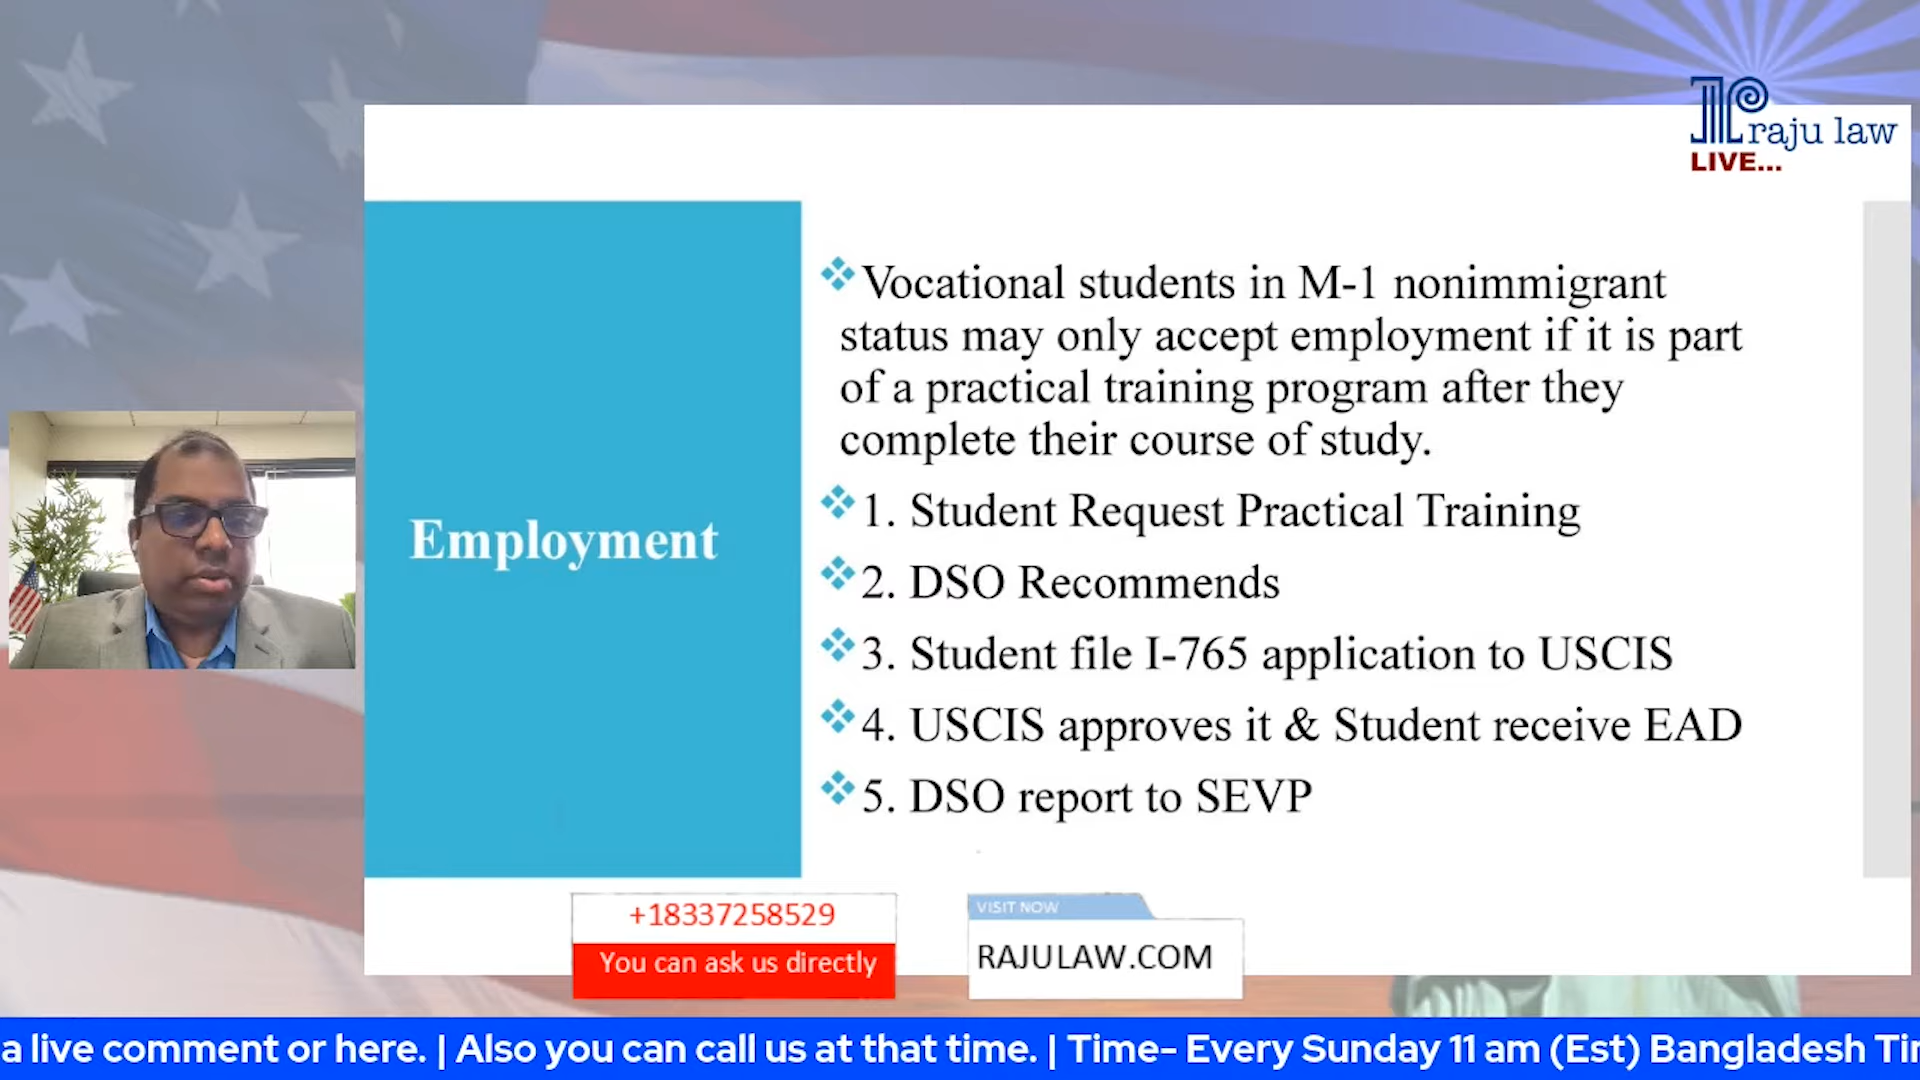 raju law
LIVE...
Employment
Vocational students in M-1 nonimmigrant
status may only accept employment if it is part
of a practical training program after they
complete their course of study.
1. Student Request Practical Training
2. DSO Recommends
3. Student file I-765 application to USCIS
4. USCIS approves it & Student receive EAD
5. DSO report to SEVP
+18337258529
You can ask us directly
VISIT NOW
RAJULAW.COM
a live comment or here. | Also you can call us at that time. | Time- Every Sunday 11 am (Est) Bangladesh